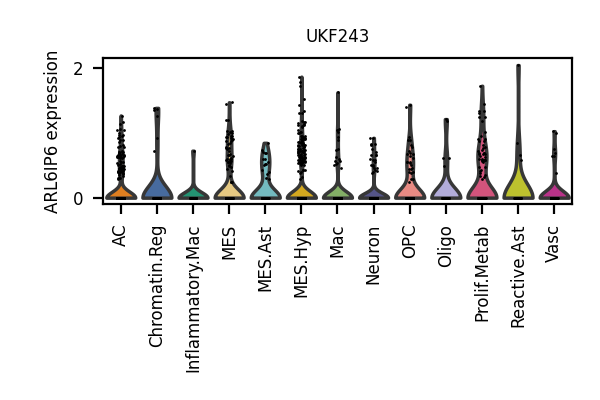 UKF243
ARL6IP6 expression
2
0
AC
Chromatin.Reg
Inflammatory.Mac
MES
MES.Ast
MES.Hyp
Mac
Neuron
OPC
Oligo
Prolif.Metab
Reactive.Ast
Vasc